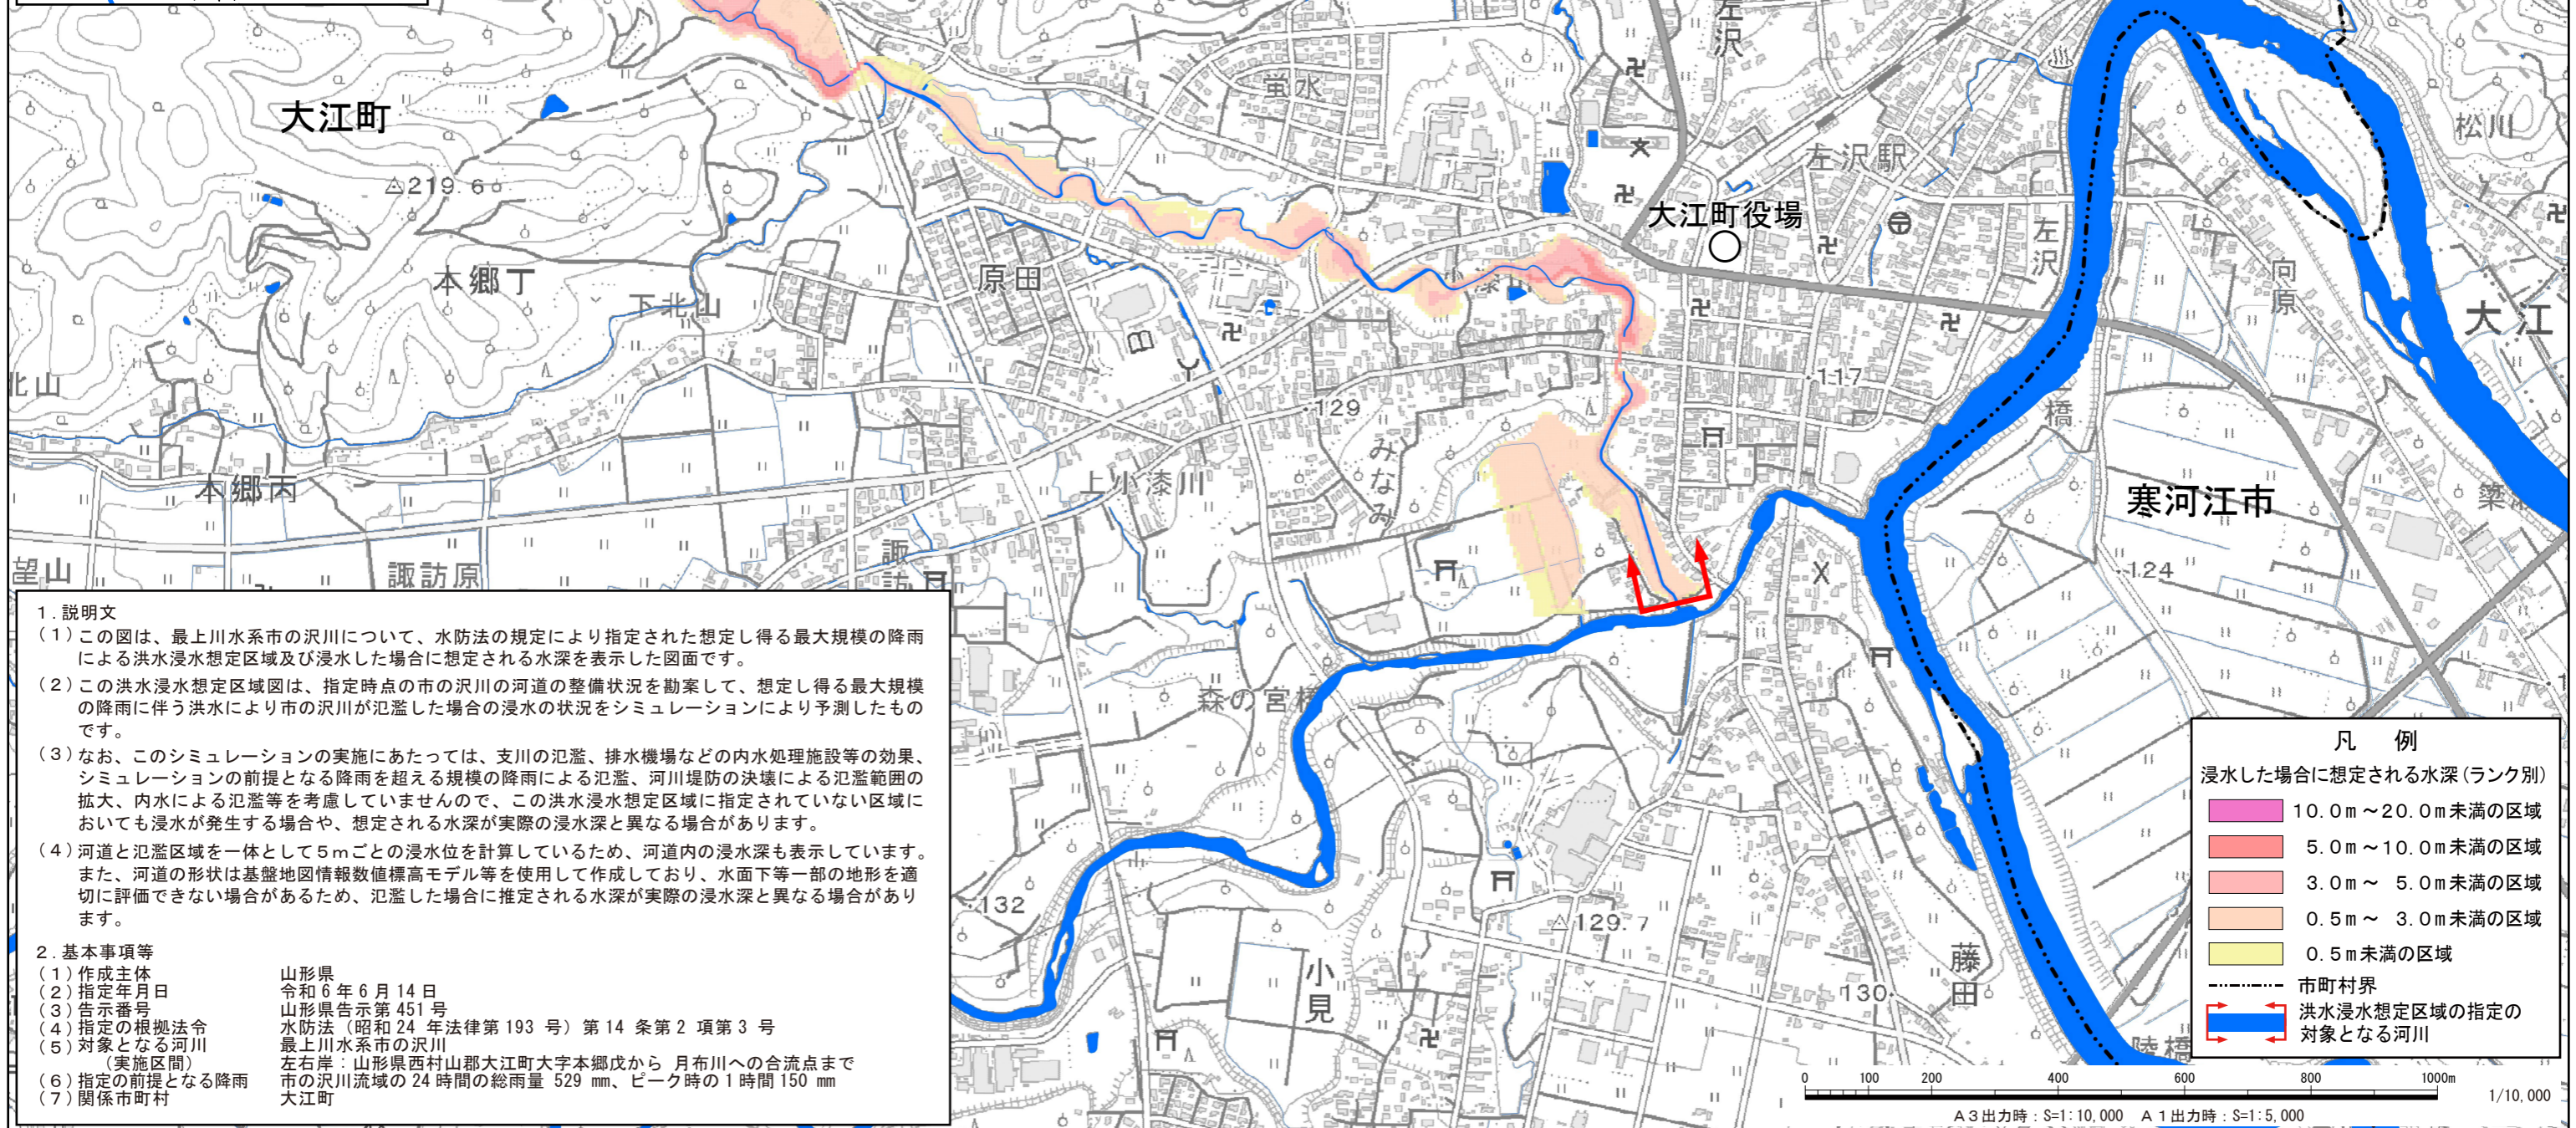 大江町
219.6
本郷丁
下北山
北山
本郷丙
望山
諏訪原
諏訪
原田
蛍水
左沢
左沢駅
大江町役場
左沢
松川
向原
大江
117
129
みなみ
上小漆川
橋
寒河江市
124
森の宮橋
132
小見
129.7
130
藤田
陸橋
1.説明文
(1)この図は、最上川水系市の沢川について、水防法の規定により指定された想定し得る最大規模の降雨
による洪水浸水想定区域及び浸水した場合に想定される水深を表示した図面です。
(2)この洪水浸水想定区域図は、指定時点の市の沢川の河道の整備状況を勘案して、想定し得る最大規模
の降雨に伴う洪水により市の沢川が氾濫した場合の浸水の状況をシミュレーションにより予測したもの
です。
(3)なお、このシミュレーションの実施にあたっては、支川の氾濫、排水機場などの内水処理施設等の効果、
シミュレーションの前提となる降雨を超える規模の降雨による氾濫、河川堤防の決壊による氾濫範囲の
拡大、内水による氾濫等を考慮していませんので、この洪水浸水想定区域に指定されていない区域に
おいても浸水が発生する場合や、想定される水深が実際の浸水深と異なる場合があります。
(4)河道と氾濫区域を一体として5mごとの浸水位を計算しているため、河道内の浸水深も表示しています。
また、河道の形状は基盤地図情報数値標高モデル等を使用して作成しており、水面下等一部の地形を適
切に評価できない場合があるため、氾濫した場合に推定される水深が実際の浸水深と異なる場合があり
ます。
2.基本事項等
(1)作成主体 山形県
(2)指定年月日 令和6年6月14日
(3)告示番号 山形県告示第451号
(4)指定の根拠法令 水防法（昭和24 年法律第193 号）第14 条第2 項第3 号
(5)対象となる河川 最上川水系市の沢川
(実施区間) 左右岸：山形県西村山郡大江町大字本郷戊から 月布川への合流点まで
(6)指定の前提となる降雨 市の沢川流域の24時間の総雨量 529 mm、ピーク時の1時間150 mm
(7)関係市町村 大江町
凡 例
浸水した場合に想定される水深(ランク別)
10.0m～20.0m未満の区域
5.0m～10.0m未満の区域
3.0m～ 5.0m未満の区域
0.5m～ 3.0m未満の区域
0.5m未満の区域
市町村界
洪水浸水想定区域の指定の
対象となる河川
0 100 200 400 600 800 1000m
1/10,000
A3出力時：S=1:10,000 A1出力時：S=1:5,000